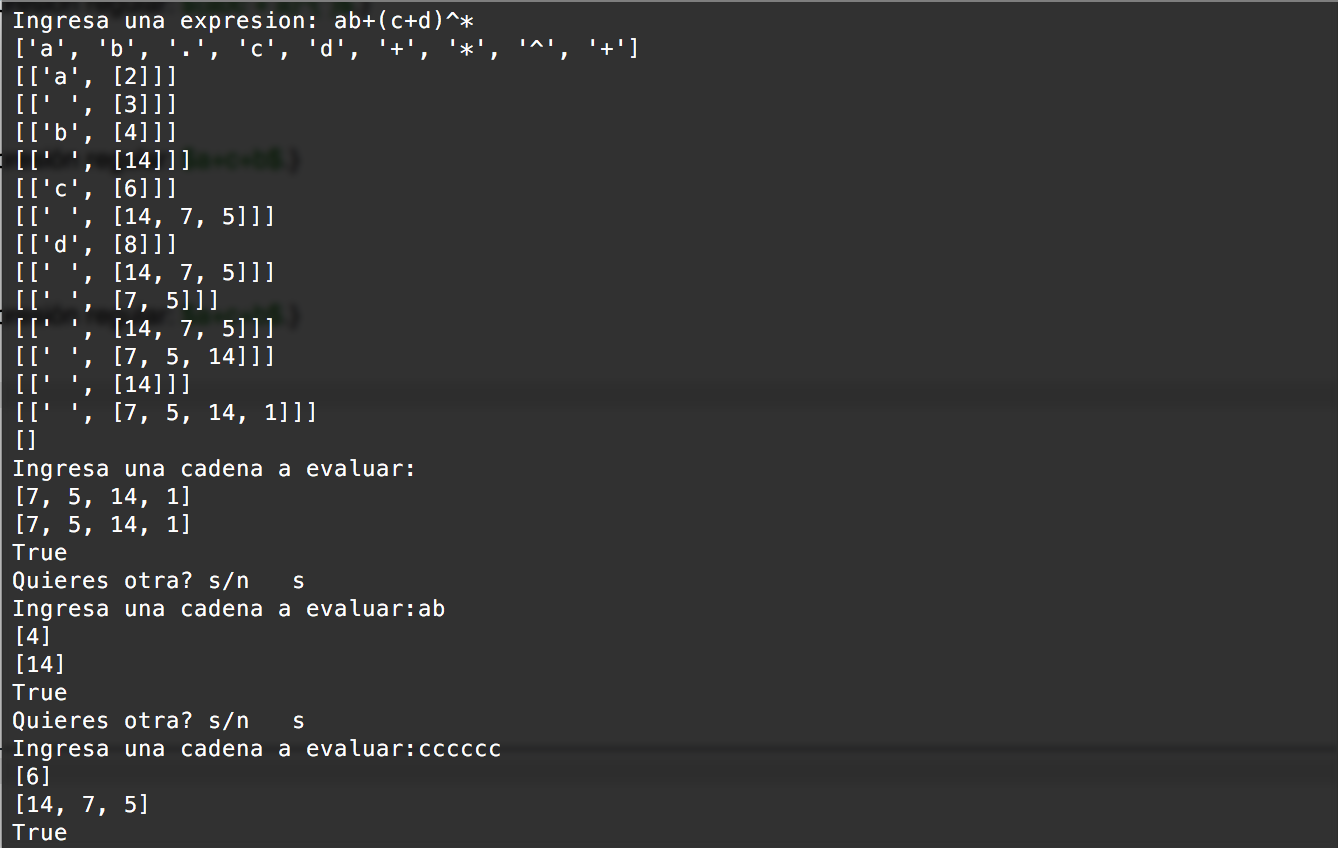 Ingresa una expresion: ab+(c+d)^*
['a', 'b', '.', 'c', 'd', '+', '*', '^', '+']
[['a', [2]]]
[[' ', [3]]]
[['b', [4]]]
[[' ', [14]]]
[['c', [6]]]
[[' ', [14, 7, 5]]]
[['d', [8]]]
[[' ', [14, 7, 5]]]
[[' ', [7, 5]]]
[[' ', [14, 7, 5]]]
[[' ', [7, 5, 14]]]
[[' ', [14]]]
[[' ', [7, 5, 14, 1]]]
[]
Ingresa una cadena a evaluar:
[7, 5, 14, 1]
[7, 5, 14, 1]
True
Quieres otra? s/n   s
Ingresa una cadena a evaluar:ab
[4]
[14]
True
Quieres otra? s/n   s
Ingresa una cadena a evaluar:cccccc
[6]
[14, 7, 5]
True